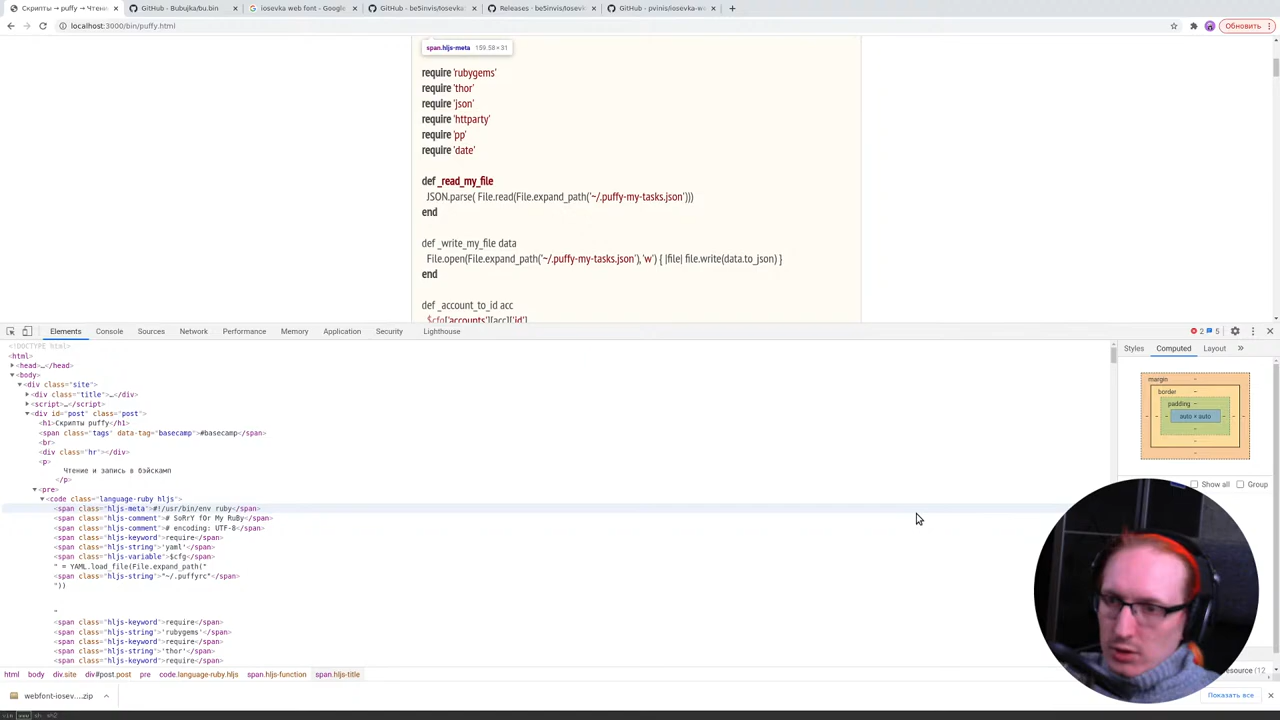 Скрипты → puffy → Чтени
GitHub - Bubujka/bu.bin
iosevka web font - Google
GitHub - be5invis/iosevka
Releases · be5invis/Iosevk
GitHub - pvinis/iosevka-w
localhost:3000/bin/puffy.html
Обновить
span.hljs-meta 159.58 × 31
require 'rubygems'
require 'thor'
require 'json'
require 'httparty'
require 'pp'
require 'date'
def _read_my_file
JSON.parse( File.read(File.expand_path('~/.puffy-my-tasks.json')))
end
def _write_my_file data
File.open(File.expand_path('~/.puffy-my-tasks.json'), 'w') { |file| file.write(data.to_json) }
end
def _account_to_id acc
$cfg['accounts'][acc]['id']
Elements Console Sources Network Performance Memory Application Security Lighthouse
2 5
<!DOCTYPE html>
<html>
<head>…</head>
<body>
<div class="site">
<div class="title">…</div>
<script>…</script>
<div id="post" class="post">
<h1>Скрипты puffy</h1>
<span class="tags" data-tag="basecamp">#basecamp</span>
<br>
<div class="hr"></div>
<p>
Чтение и запись в бэйскамп
</p>
<pre>
<code class="language-ruby hljs">
<span class="hljs-meta">#!/usr/bin/env ruby</span>
<span class="hljs-comment"># SoRrY fOr My RuBy</span>
<span class="hljs-comment"># encoding: UTF-8</span>
<span class="hljs-keyword">require</span>
<span class="hljs-string">'yaml'</span>
<span class="hljs-variable">$cfg</span>
" = YAML.load_file(File.expand_path("
<span class="hljs-string">"~/.puffyrc"</span>
"))
"
<span class="hljs-keyword">require</span>
<span class="hljs-string">'rubygems'</span>
<span class="hljs-keyword">require</span>
<span class="hljs-string">'thor'</span>
<span class="hljs-keyword">require</span>
Styles Computed Layout »
margin -
border -
padding -
auto × auto
Show all Group
html body div.site div#post.post pre code.language-ruby.hljs span.hljs-function span.hljs-title
webfont-iosev....zip
Показать все
vim web sh sh2